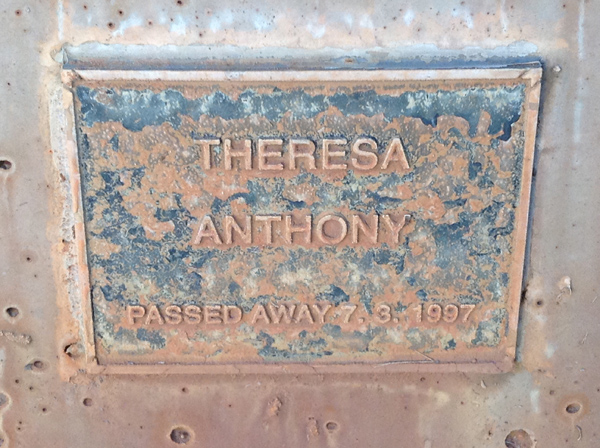 THERESA
ANTHONY
PASSED AWAY 7. 3. 1997